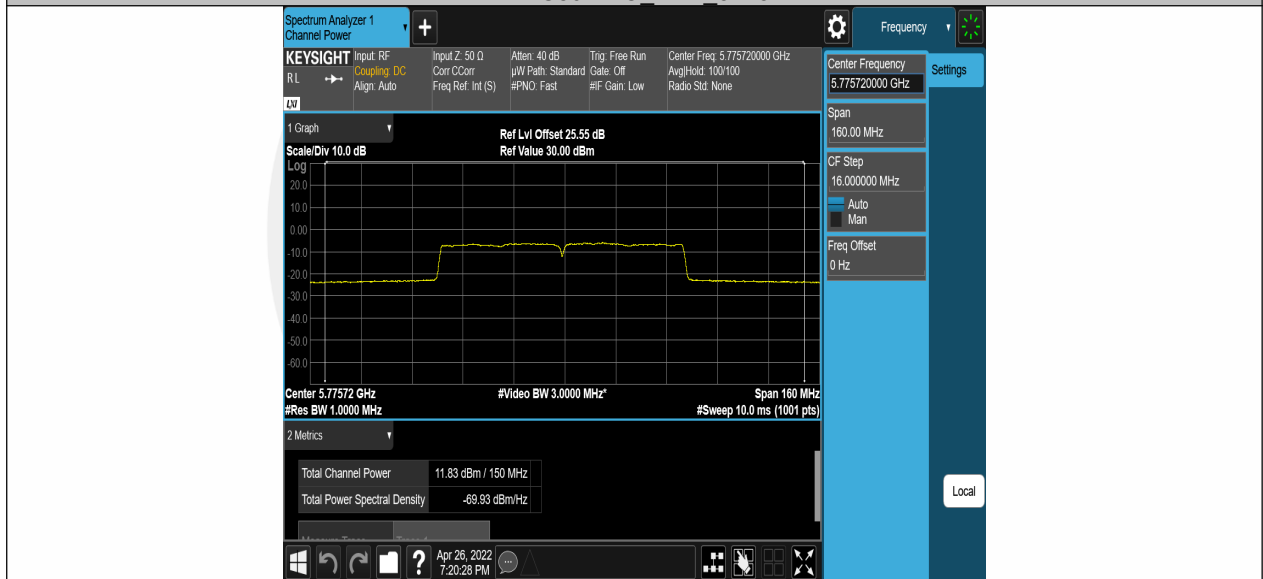 Spectrum Analyzer 1
Channel Power
+
Frequency
KEYSIGHT
RL
LXI
Input: RF
Coupling: DC
Align: Auto
Input Z: 50 Ω
Corr CCorr
Freq Ref: Int (S)
Atten: 40 dB
µW Path: Standard
#PNO: Fast
Trig: Free Run
Gate: Off
#IF Gain: Low
Center Freq: 5.775720000 GHz
Avg|Hold: 100/100
Radio Std: None
Center Frequency
5.775720000 GHz
Settings
Span
160.00 MHz
CF Step
16.000000 MHz
Auto
Man
Freq Offset
0 Hz
Local
1 Graph
Scale/Div 10.0 dB
Ref Lvl Offset 25.55 dB
Ref Value 30.00 dBm
Log
20.0
10.0
0.00
-10.0
-20.0
-30.0
-40.0
-50.0
-60.0
Center 5.77572 GHz
#Res BW 1.0000 MHz
#Video BW 3.0000 MHz*
Span 160 MHz
#Sweep 10.0 ms (1001 pts)
2 Metrics
Total Channel Power 11.83 dBm / 150 MHz
Total Power Spectral Density -69.93 dBm/Hz
?
Apr 26, 2022
7:20:28 PM